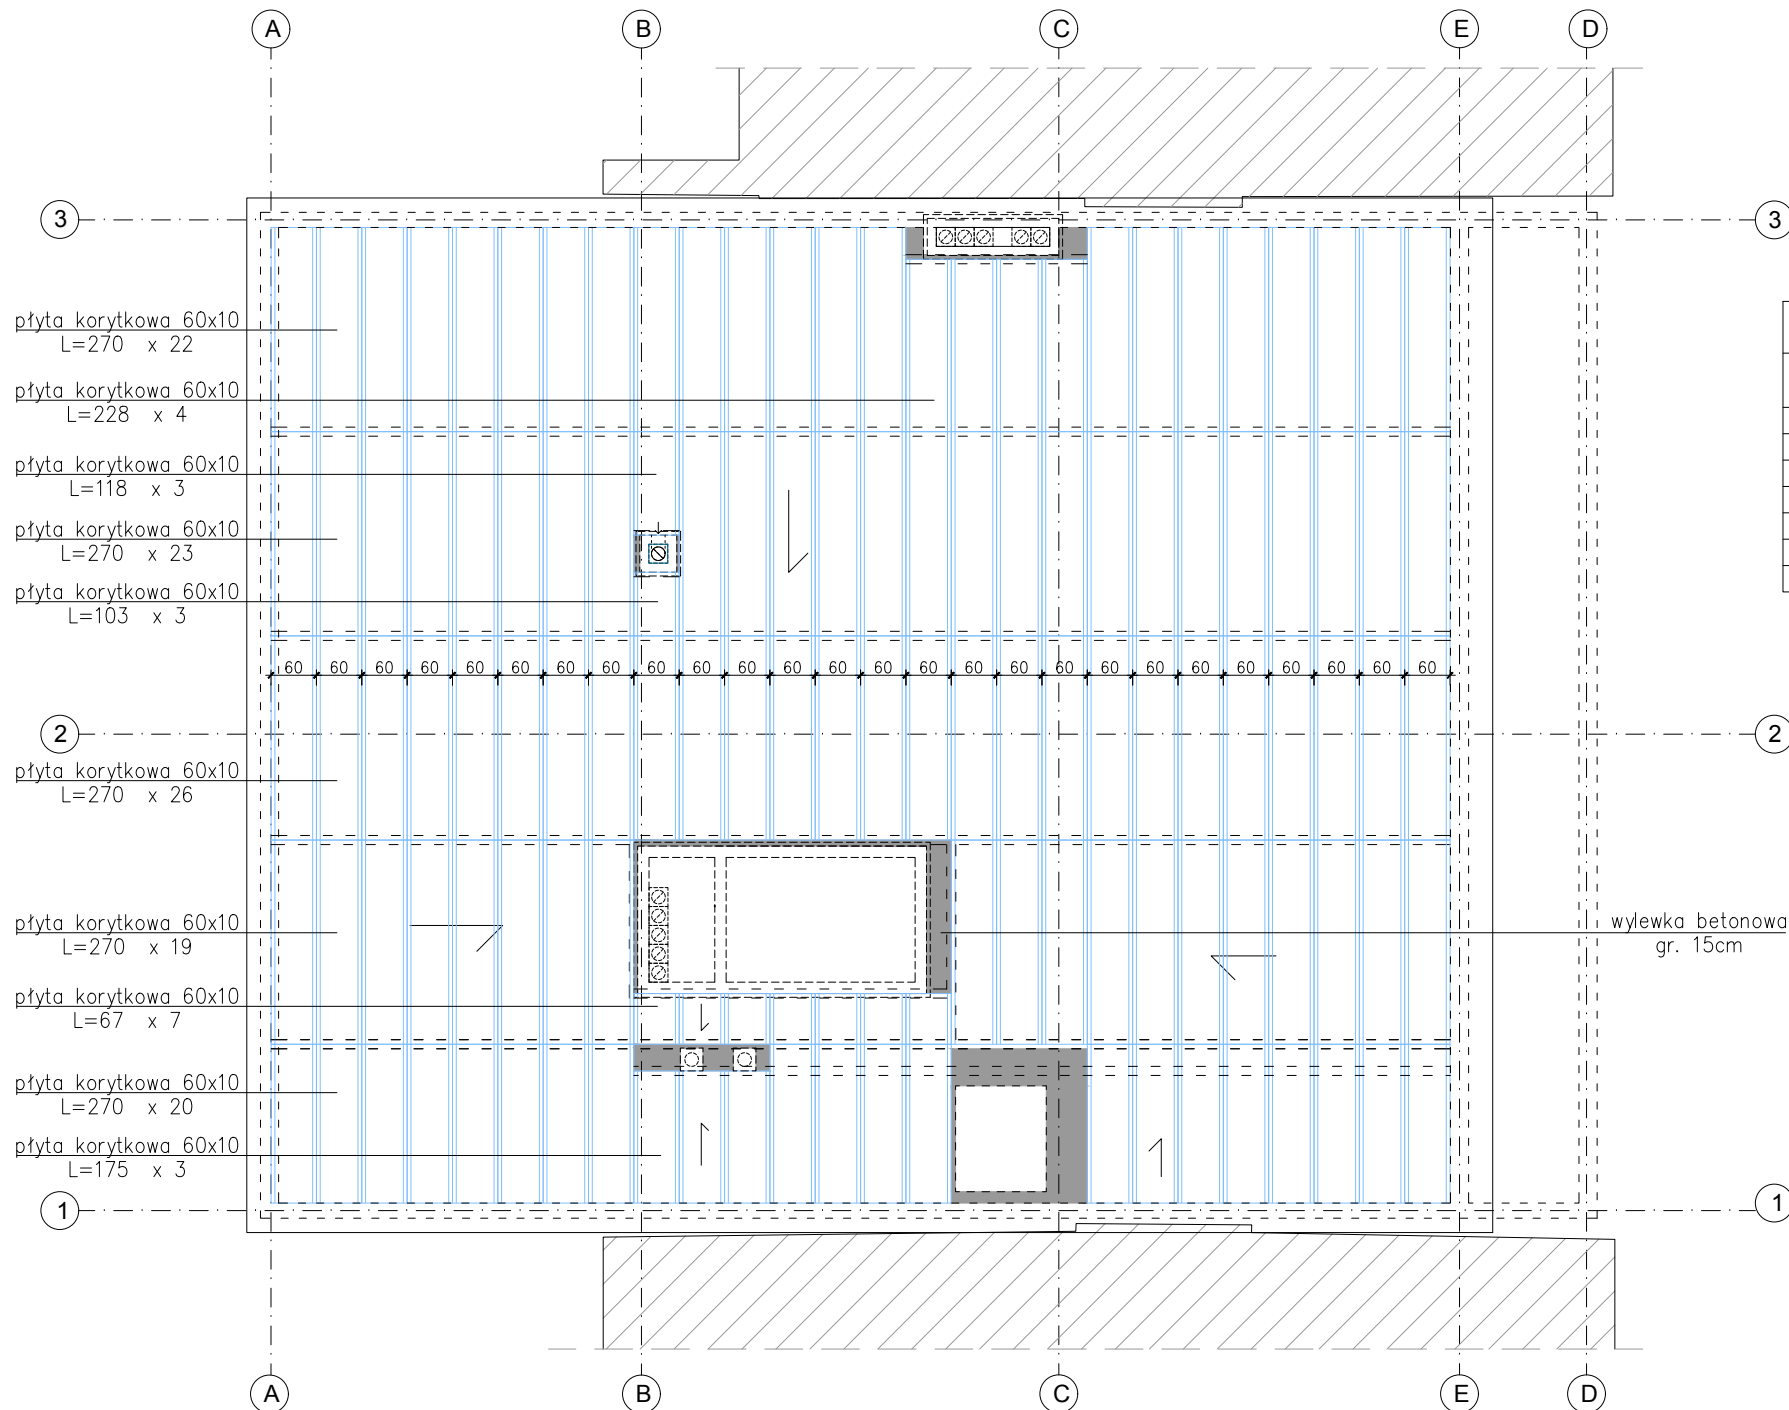 A B C E D
3 3
płyta korytkowa 60x10
L=270 x 22
płyta korytkowa 60x10
L=228 x 4
płyta korytkowa 60x10
L=118 x 3
płyta korytkowa 60x10
L=270 x 23
płyta korytkowa 60x10
L=103 x 3
60 60 60 60 60 60 60 60 60 60 60 60 60 60 60 60 60 60 60 60 60 60 60 60 60 60
2 2
płyta korytkowa 60x10
L=270 x 26
płyta korytkowa 60x10
L=270 x 19
wylewka betonowa
gr. 15cm
płyta korytkowa 60x10
L=67 x 7
płyta korytkowa 60x10
L=270 x 20
płyta korytkowa 60x10
L=175 x 3
1 1
A B C E D